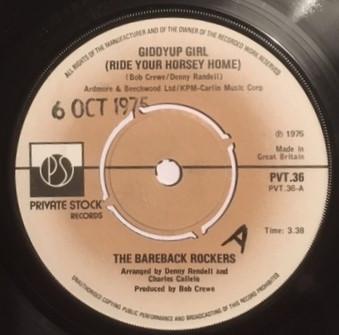 ALL RIGHTS OF THE MANUFACTURER AND OF THE OWNER OF THE RECORDED WORK RESERVED.
GIDDYUP GIRL
(RIDE YOUR HORSEY HOME)
(Bob Crewe/Denny Randell)
Ardmore & Beechwood Ltd/KPM-Carlin Music Corp
6 OCT 1975
℗ 1975
Made in
Great Britain
PS
PVT.36
PVT.36-A
PRIVATE STOCK
RECORDS
Time: 3.38
A
THE BAREBACK ROCKERS
Arranged by Denny Rendell and
Charles Callelo
Produced by Bob Crewe
UNAUTHORISED COPYING PUBLIC PERFORMANCE AND BROADCASTING OF THIS RECORD PROHIBITED